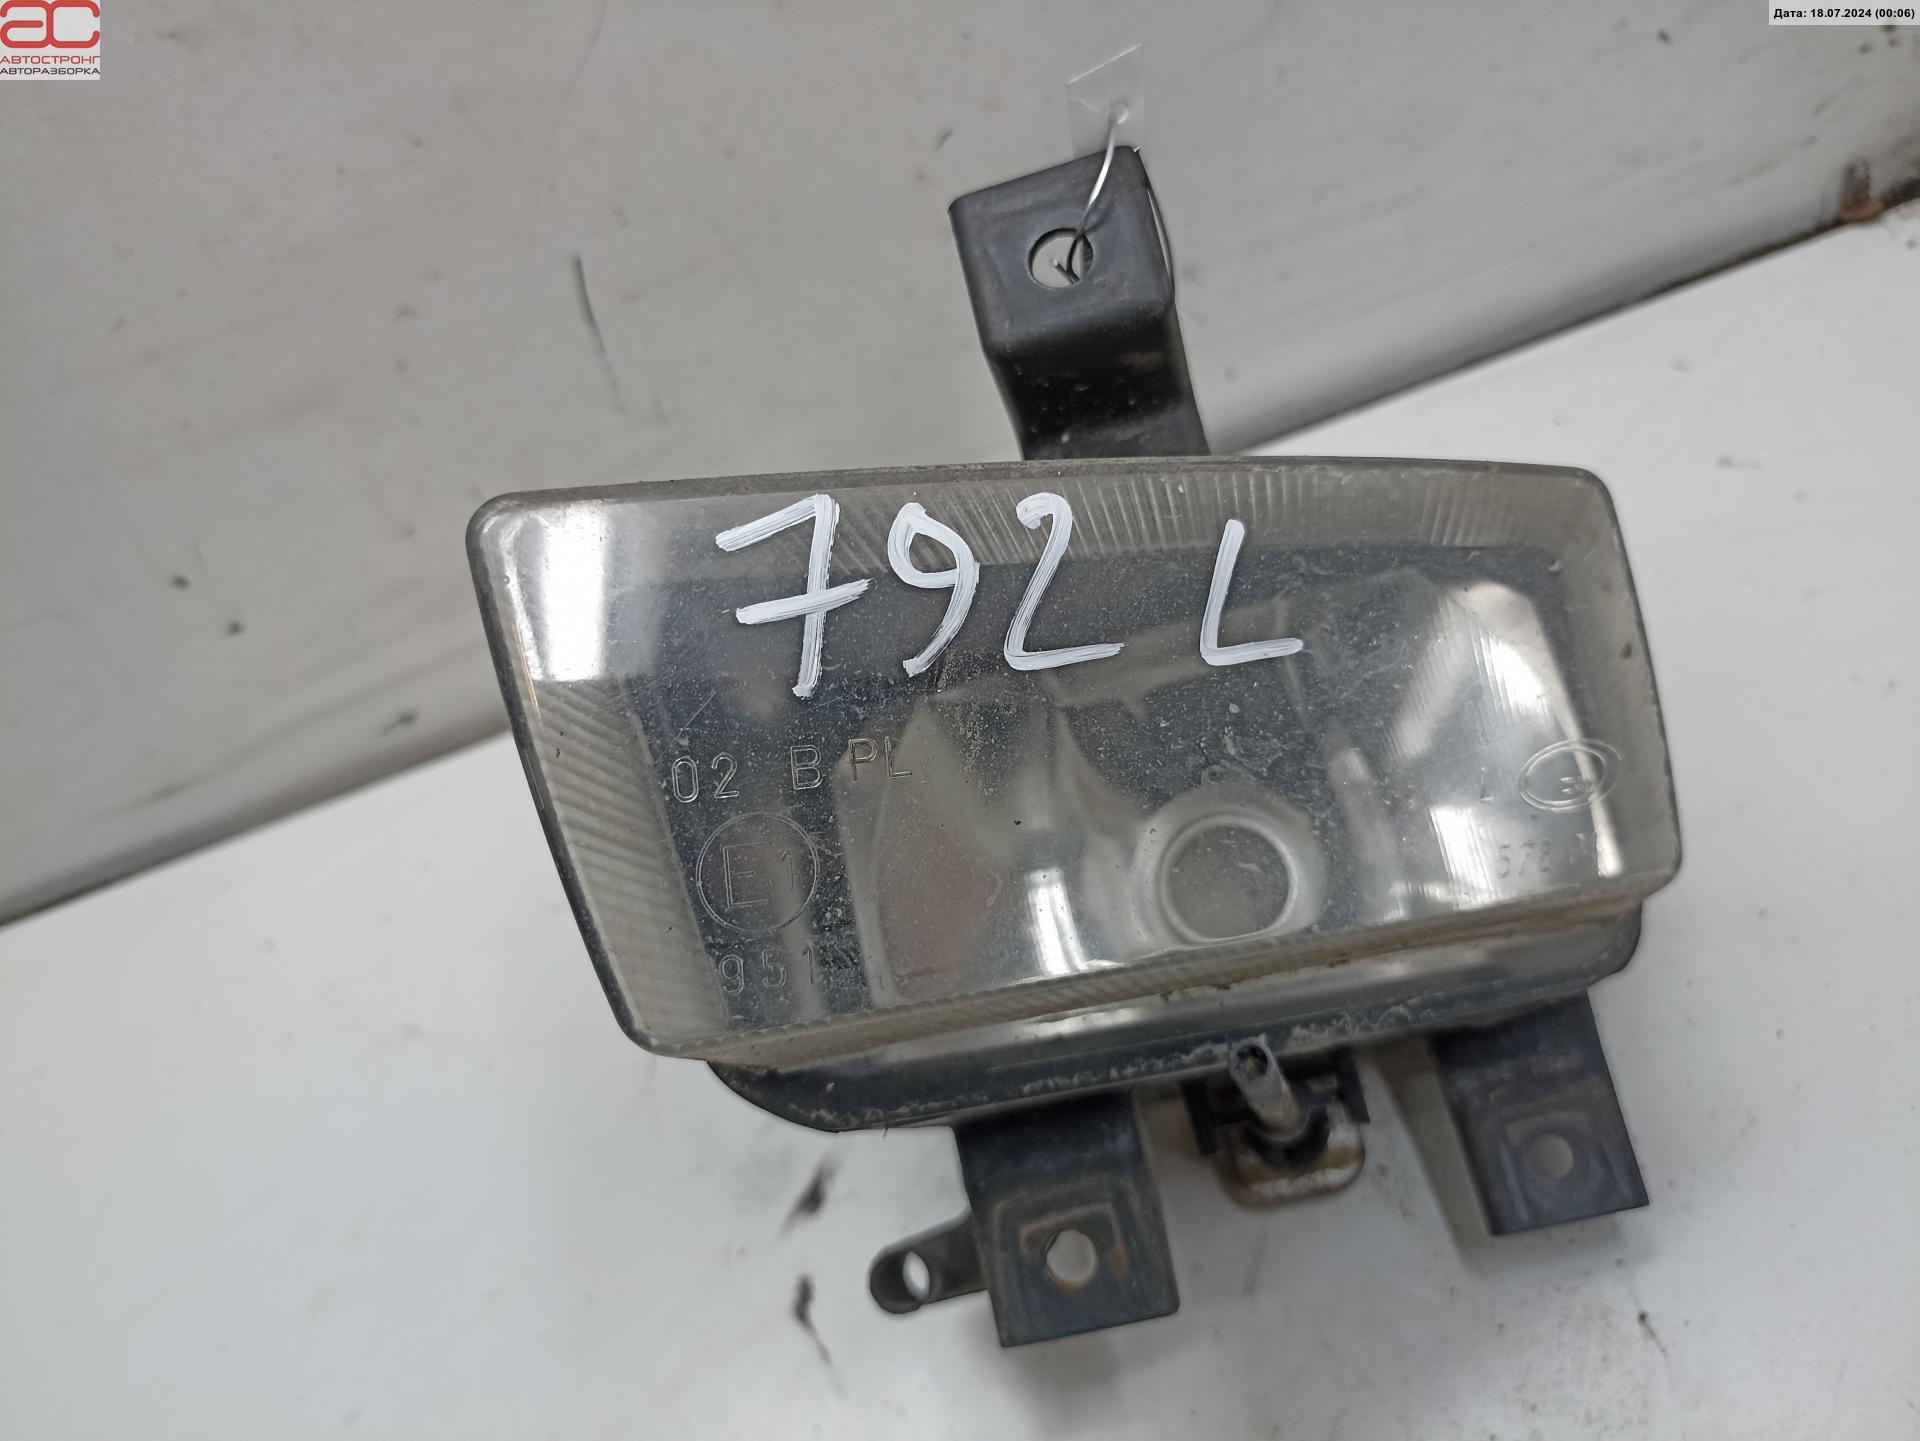 АС
АВТОСТРОНГ
АВТОРАЗБОРКА
Дата: 18.07.2024 (00:06)
792 L
02 B PL
E1
951